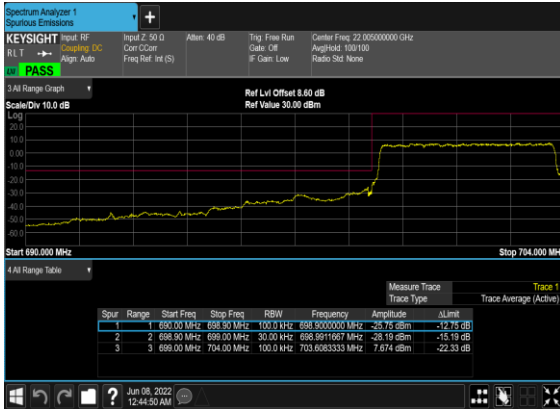 Spectrum Analyzer 1
Spurious Emissions
KEYSIGHT Input: RF Input Z: 50 Ω Atten: 40 dB Trig: Free Run Center Freq: 22.005000000 GHz
RLT Coupling: DC Corr CCorr Gate: Off Avg|Hold: 100/100
Align: Auto Freq Ref: Int (S) IF Gain: Low Radio Std: None
PASS
3 All Range Graph Ref Lvl Offset 8.60 dB
Scale/Div 10.0 dB Ref Value 30.00 dBm
Log
20.0
10.0
0.00
-10.0
-20.0
-30.0
-40.0
-50.0
-60.0
Start 690.000 MHz Stop 704.000 MH
4 All Range Table
Measure Trace Trace 1
Trace Type Trace Average (Active)
Spur Range Start Freq Stop Freq RBW Frequency Amplitude ΔLimit
1 1 690.00 MHz 698.90 MHz 100.0 kHz 698.9000000 MHz -25.75 dBm -12.75 dB
2 2 698.90 MHz 699.00 MHz 30.00 kHz 698.9911667 MHz -28.19 dBm -15.19 dB
3 3 699.00 MHz 704.00 MHz 100.0 kHz 703.6083333 MHz 7.674 dBm -22.33 dB
Jun 08, 2022
12:44:50 AM